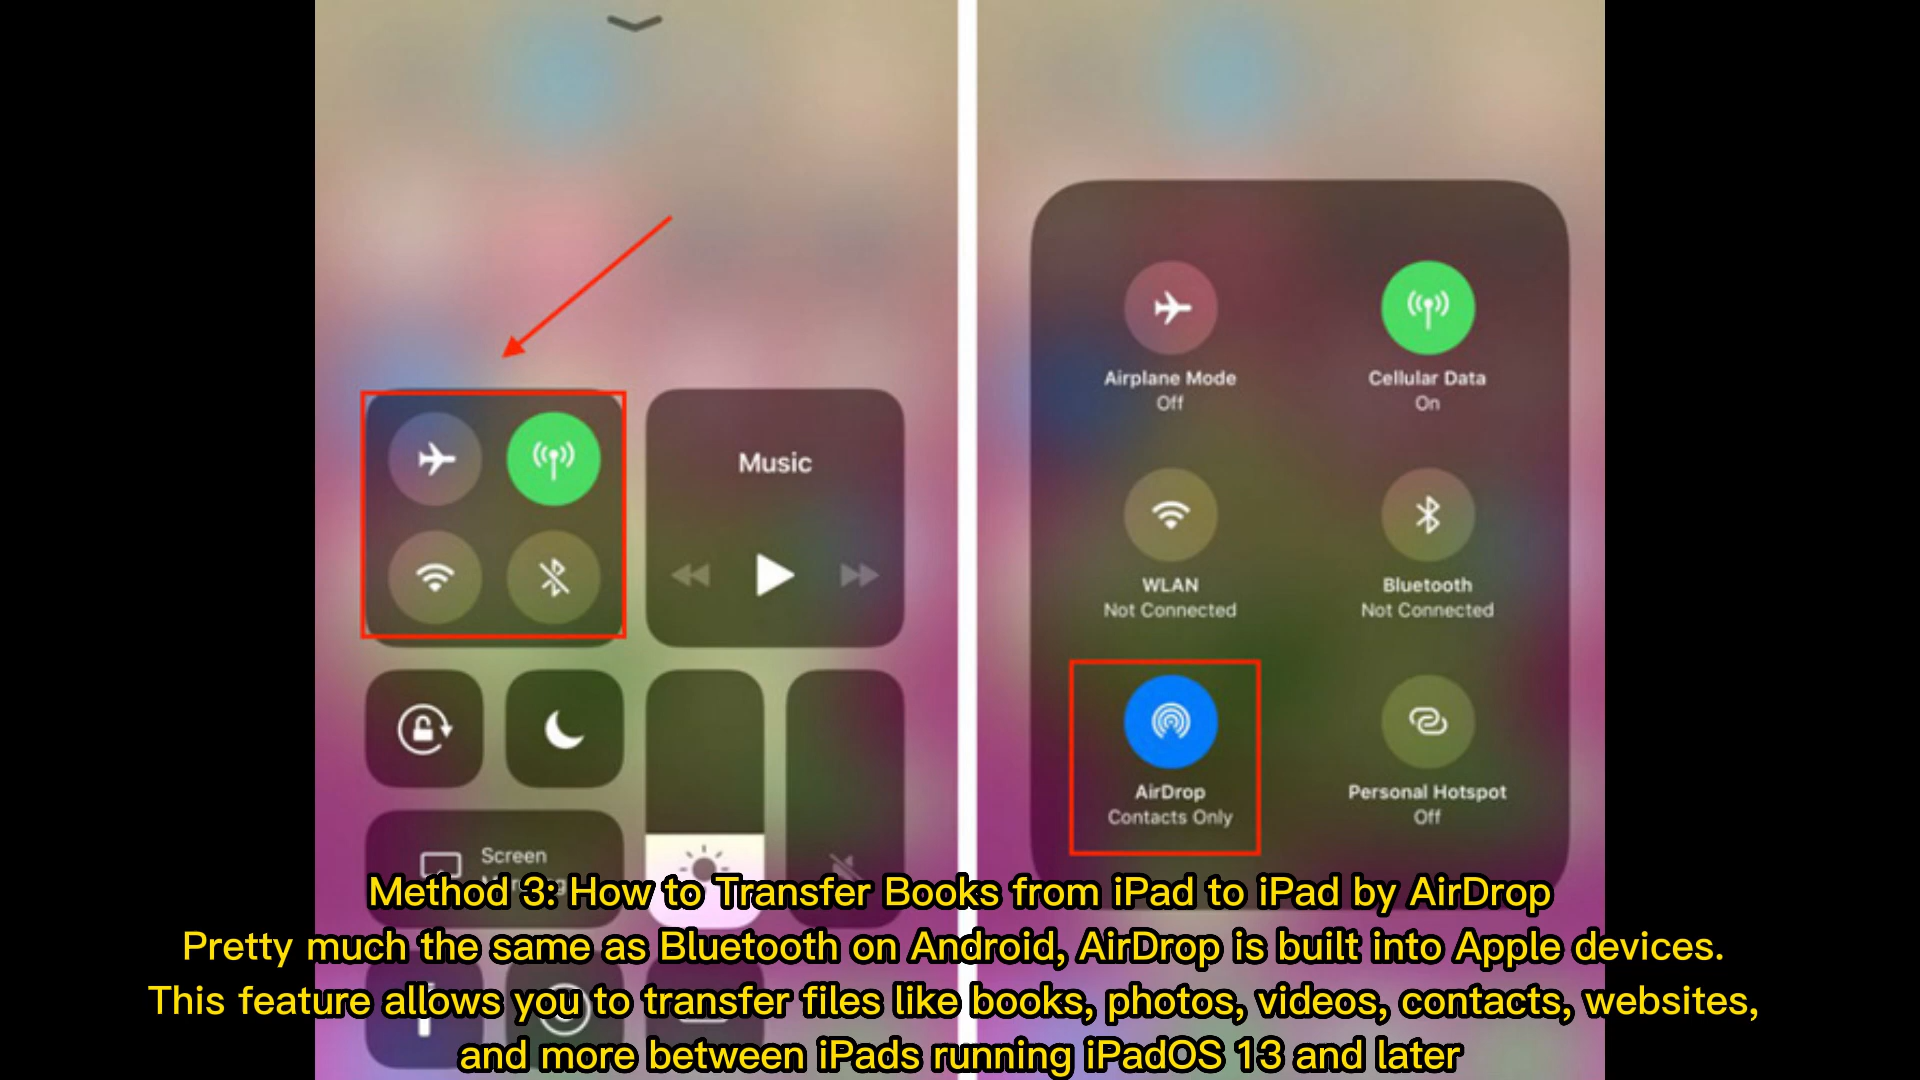 Music
Screen
Airplane Mode
Off
Cellular Data
On
WLAN
Not Connected
Bluetooth
Not Connected
AirDrop
Contacts Only
Personal Hotspot
Off
Method 3: How to Transfer Books from iPad to iPad by AirDrop
Pretty much the same as Bluetooth on Android, AirDrop is built into Apple devices.
This feature allows you to transfer files like books, photos, videos, contacts, websites,
and more between iPads running iPadOS 13 and later